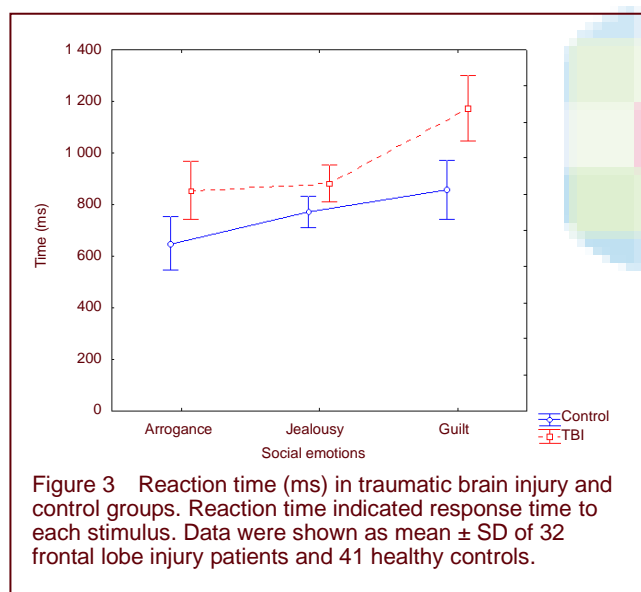 1 400
1 200
1 000
800
600
400
200
0
Time (ms)
Arrogance Jealousy Guilt
Social emotions
Control
TBI
Figure 3 Reaction time (ms) in traumatic brain injury and
control groups. Reaction time indicated response time to
each stimulus. Data were shown as mean ± SD of 32
frontal lobe injury patients and 41 healthy controls.